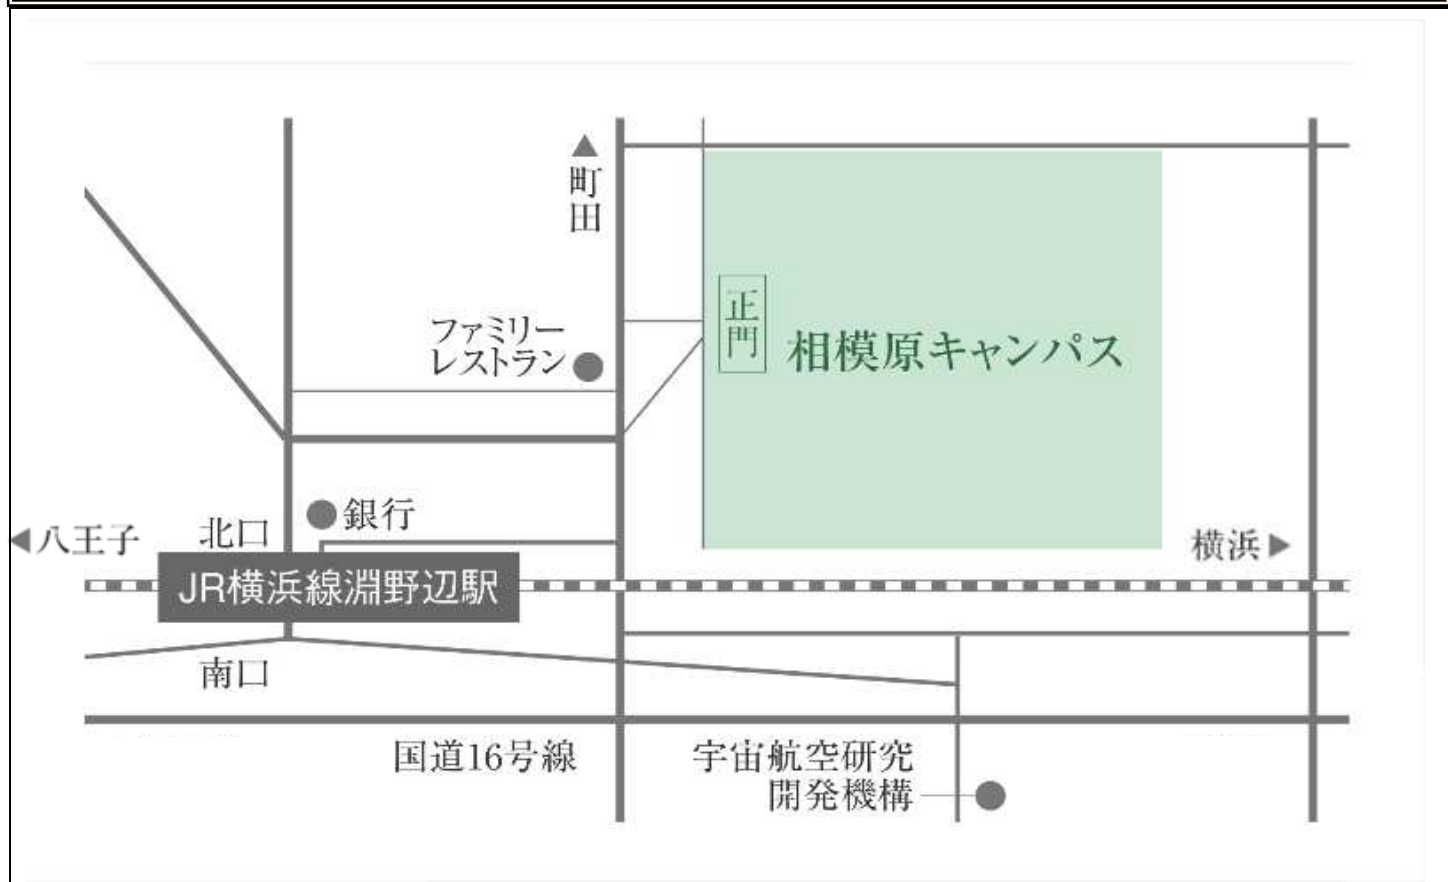 ▲町田
正門
相模原キャンパス
ファミリー
レストラン
銀行
北口
◀八王子
横浜▶
JR横浜線淵野辺駅
南口
国道16号線
宇宙航空研究
開発機構